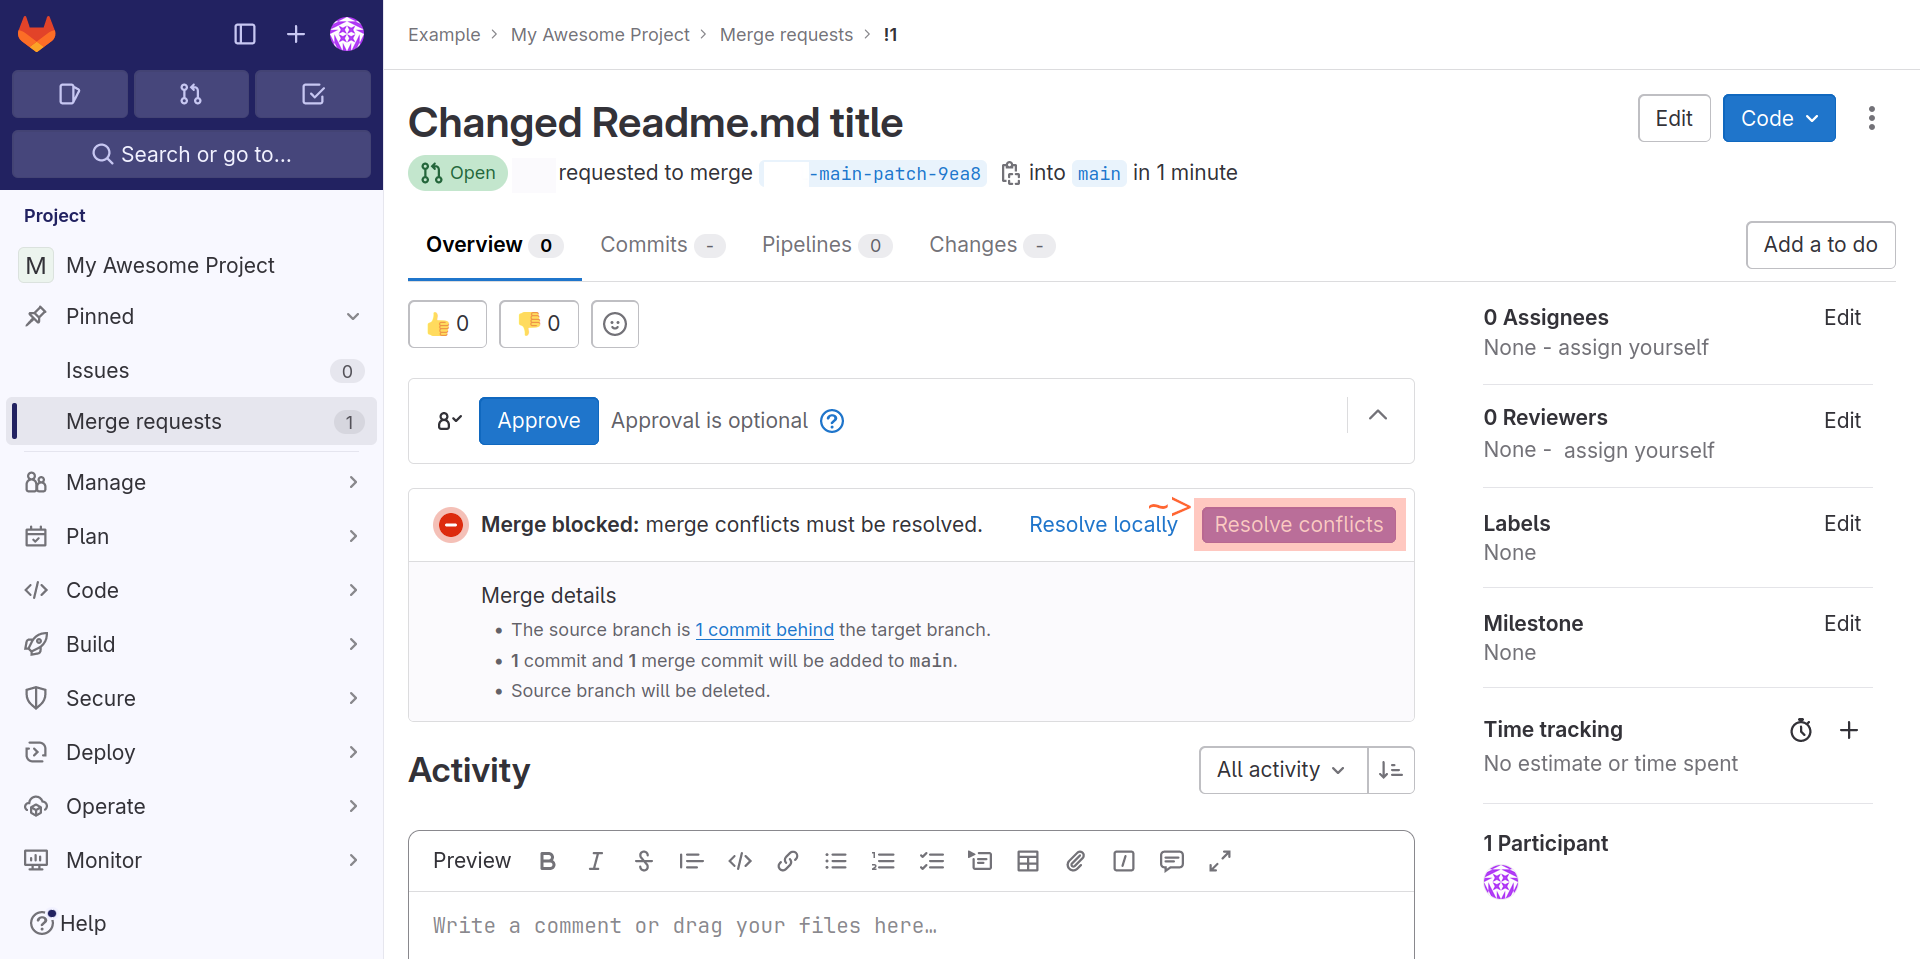 Example > My Awesome Project > Merge requests > !1
Search or go to...
Project
M My Awesome Project
Pinned
Issues 0
Merge requests 1
Manage
Plan
Code
Build
Secure
Deploy
Operate
Monitor
Help
Changed Readme.md title
Edit Code
Open requested to merge -main-patch-9ea8 into main in 1 minute
Overview 0 Commits - Pipelines 0 Changes -
Add a to do
0 0
Approve Approval is optional ?
~>
Merge blocked: merge conflicts must be resolved. Resolve locally Resolve conflicts
Merge details
• The source branch is 1 commit behind the target branch.
• 1 commit and 1 merge commit will be added to main.
• Source branch will be deleted.
Activity
All activity
Preview
Write a comment or drag your files here…
0 Assignees Edit
None - assign yourself
0 Reviewers Edit
None - assign yourself
Labels Edit
None
Milestone Edit
None
Time tracking
No estimate or time spent
1 Participant